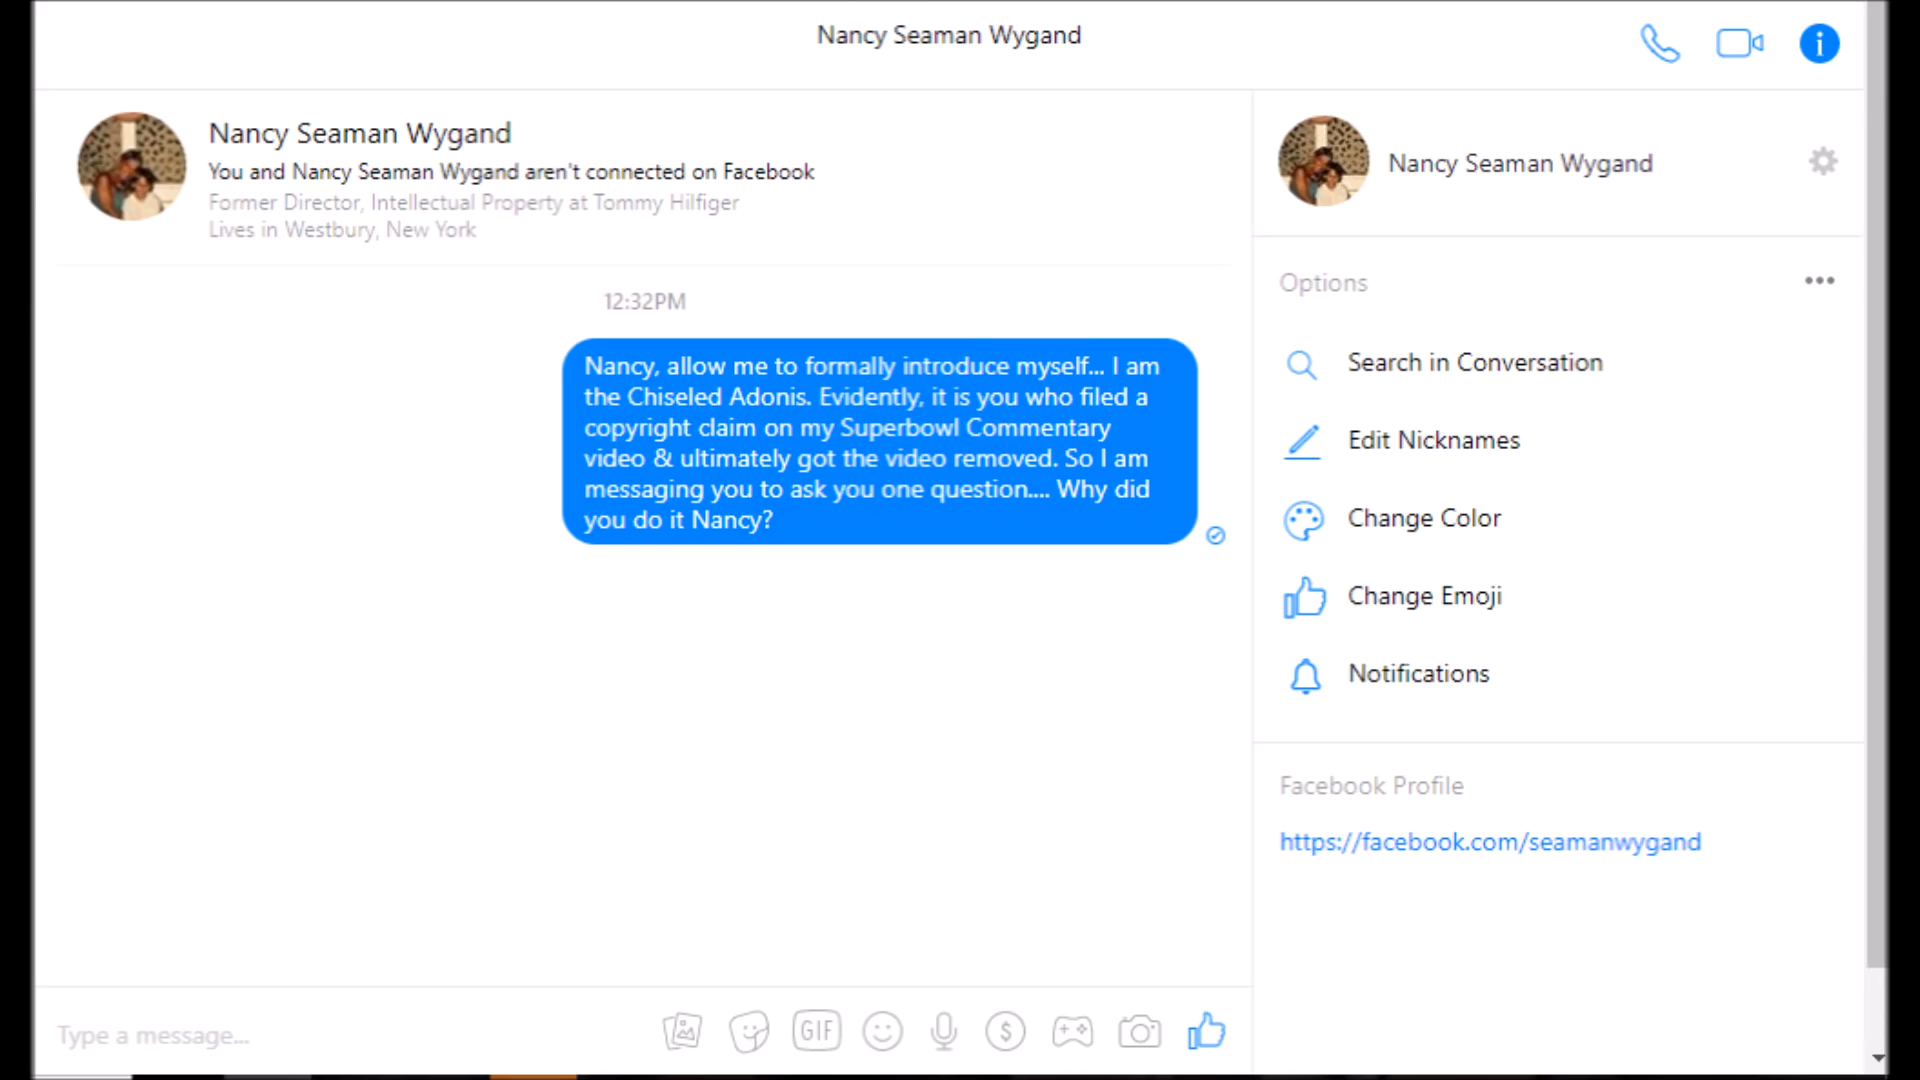 Nancy Seaman Wygand
Nancy Seaman Wygand
You and Nancy Seaman Wygand aren't connected on Facebook
Former Director, Intellectual Property at Tommy Hilfiger
Lives in Westbury, New York
12:32PM
Nancy, allow me to formally introduce myself... I am
the Chiseled Adonis. Evidently, it is you who filed a
copyright claim on my Superbowl Commentary
video & ultimately got the video removed. So I am
messaging you to ask you one question.... Why did
you do it Nancy?
Type a message...
GIF
$
Nancy Seaman Wygand
Options
Search in Conversation
Edit Nicknames
Change Color
Change Emoji
Notifications
Facebook Profile
https://facebook.com/seamanwygand